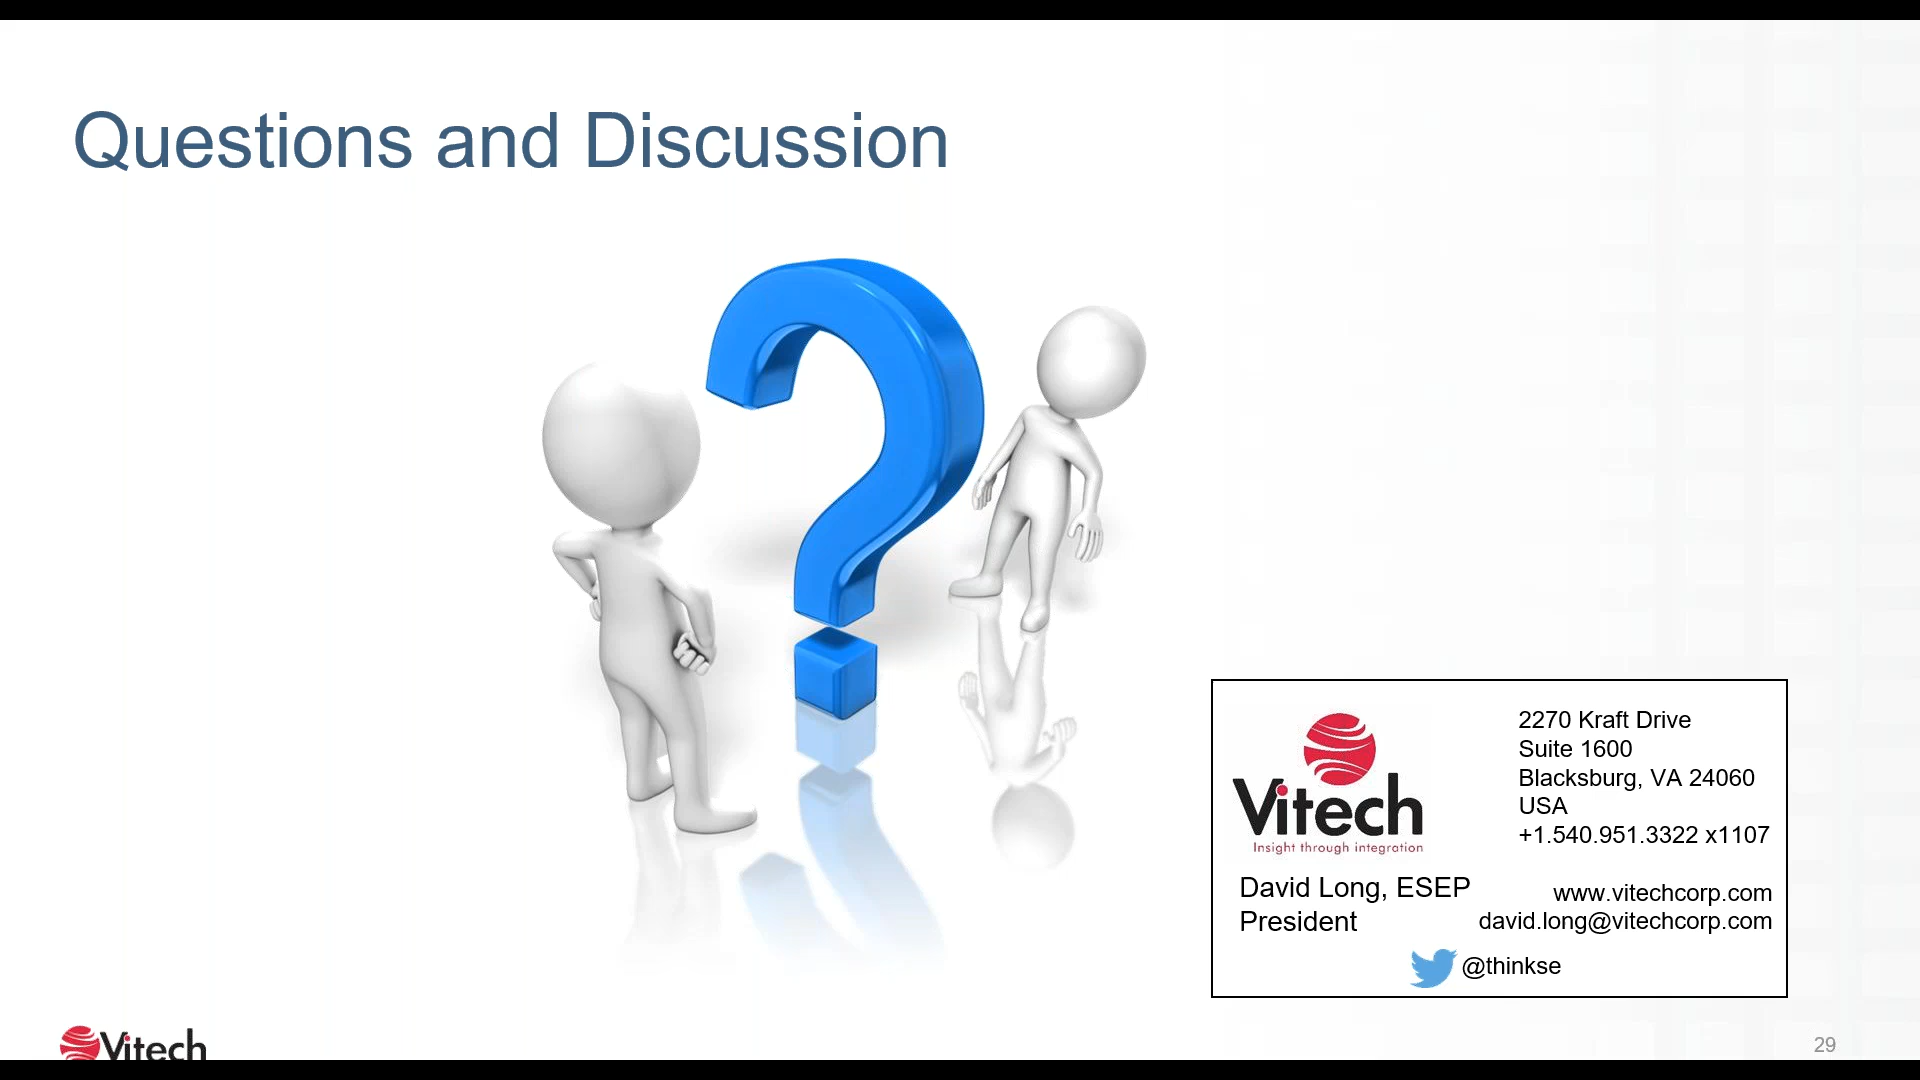 Questions and Discussion
Vitech
Insight through integration
2270 Kraft Drive
Suite 1600
Blacksburg, VA 24060
USA
+1.540.951.3322 x1107
David Long, ESEP
President
www.vitechcorp.com
david.long@vitechcorp.com
@thinkse
Vitech
29